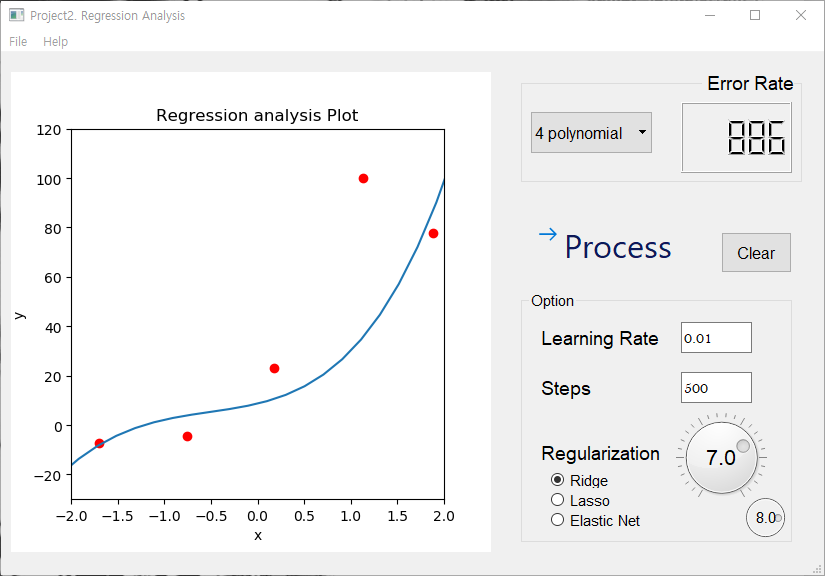 Project2. Regression Analysis
File Help
Regression analysis Plot
120
100
80
60
40
20
0
−20
y
−2.0 −1.5 −1.0 −0.5 0.0 0.5 1.0 1.5 2.0
x
Error Rate
4 polynomial
886
Process
Clear
Option
Learning Rate 0.01
Steps 500
Regularization 7.0
Ridge
Lasso
Elastic Net 8.0